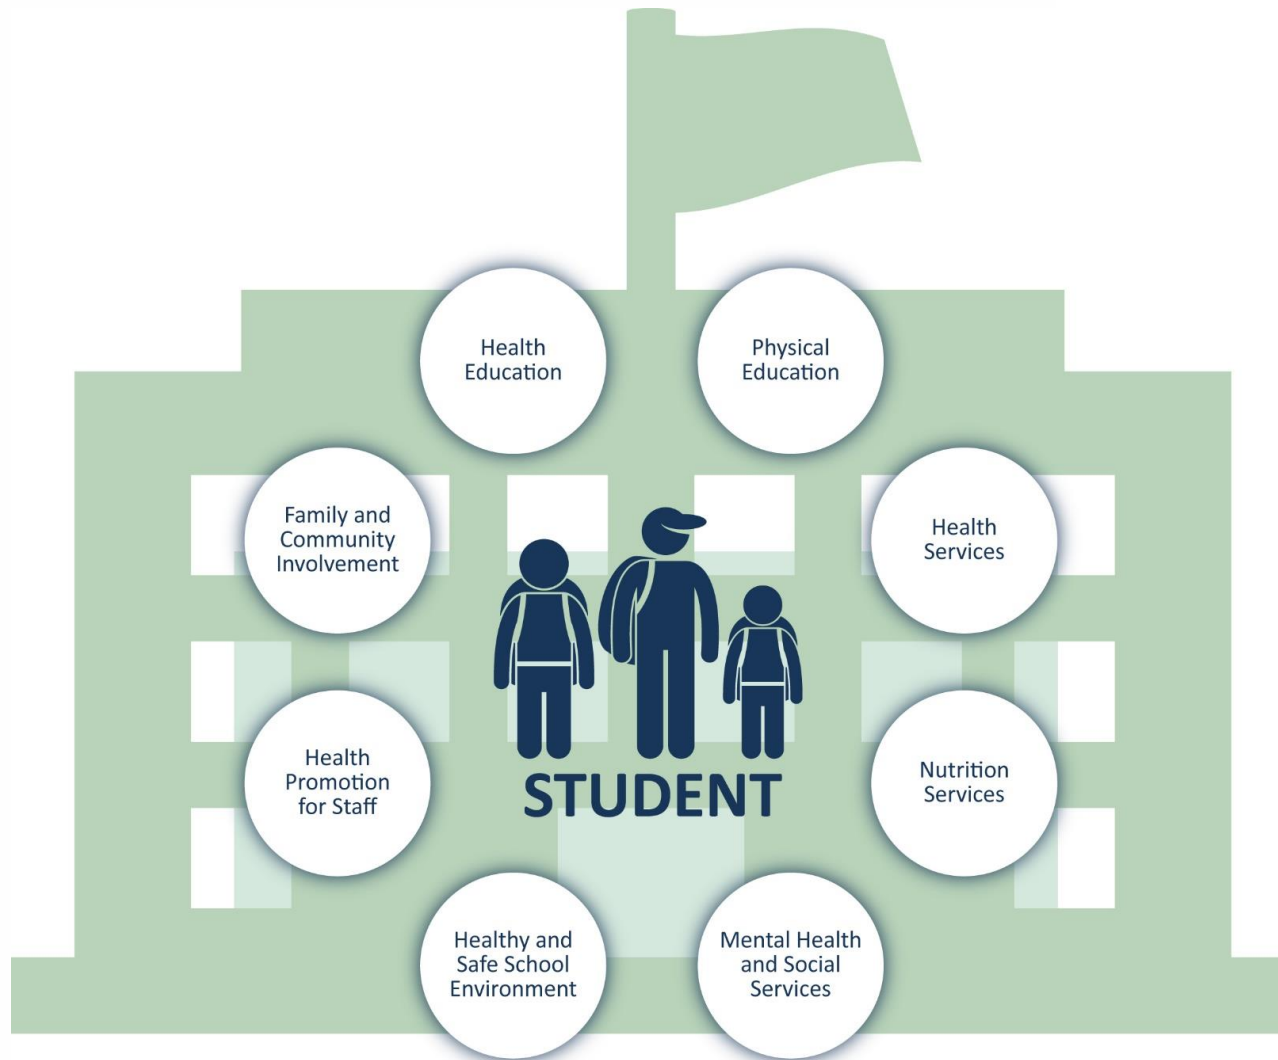 Health
Education
Physical
Education
Family and
Community
Involvement
Health
Services
Health
Promotion
for Staff
Nutrition
Services
STUDENT
Healthy and
Safe School
Environment
Mental Health
and Social
Services